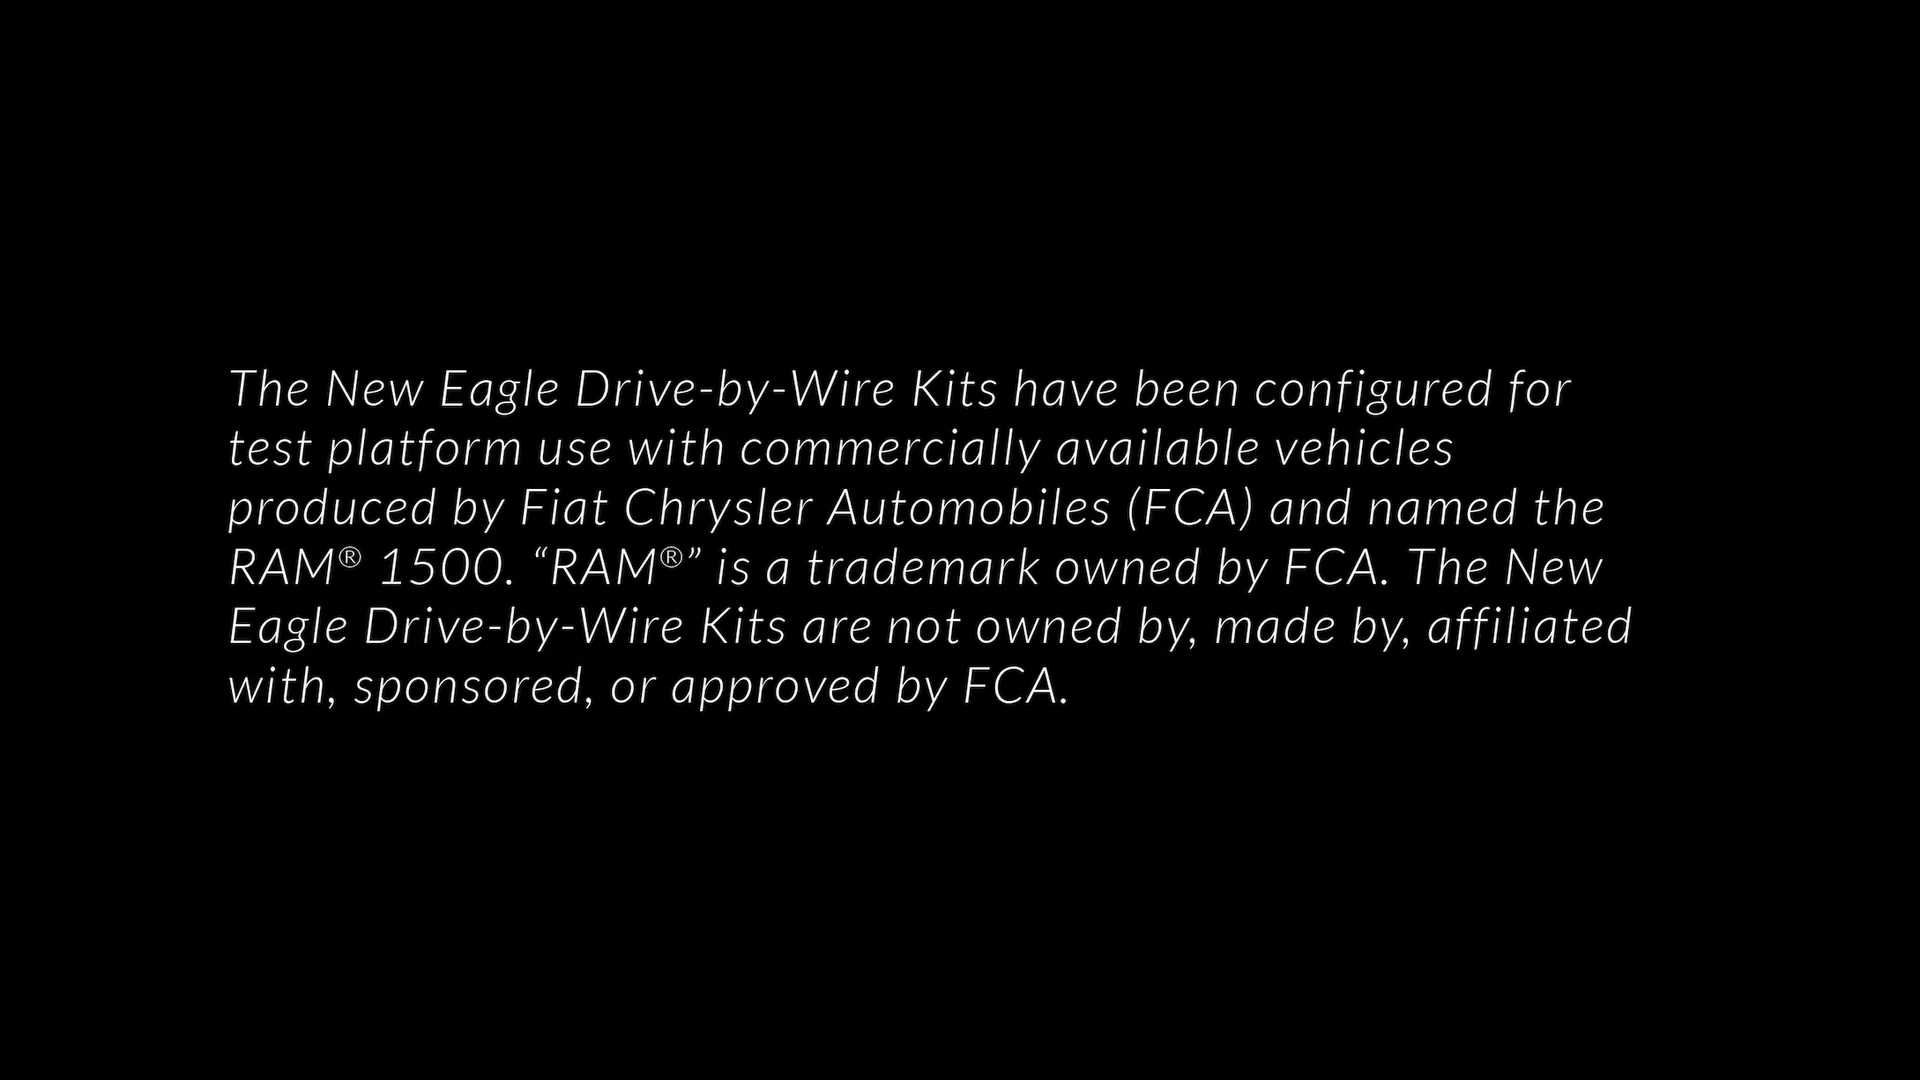 The New Eagle Drive-by-Wire Kits have been configured for
test platform use with commercially available vehicles
produced by Fiat Chrysler Automobiles (FCA) and named the
RAM® 1500. “RAM®” is a trademark owned by FCA. The New
Eagle Drive-by-Wire Kits are not owned by, made by, affiliated
with, sponsored, or approved by FCA.